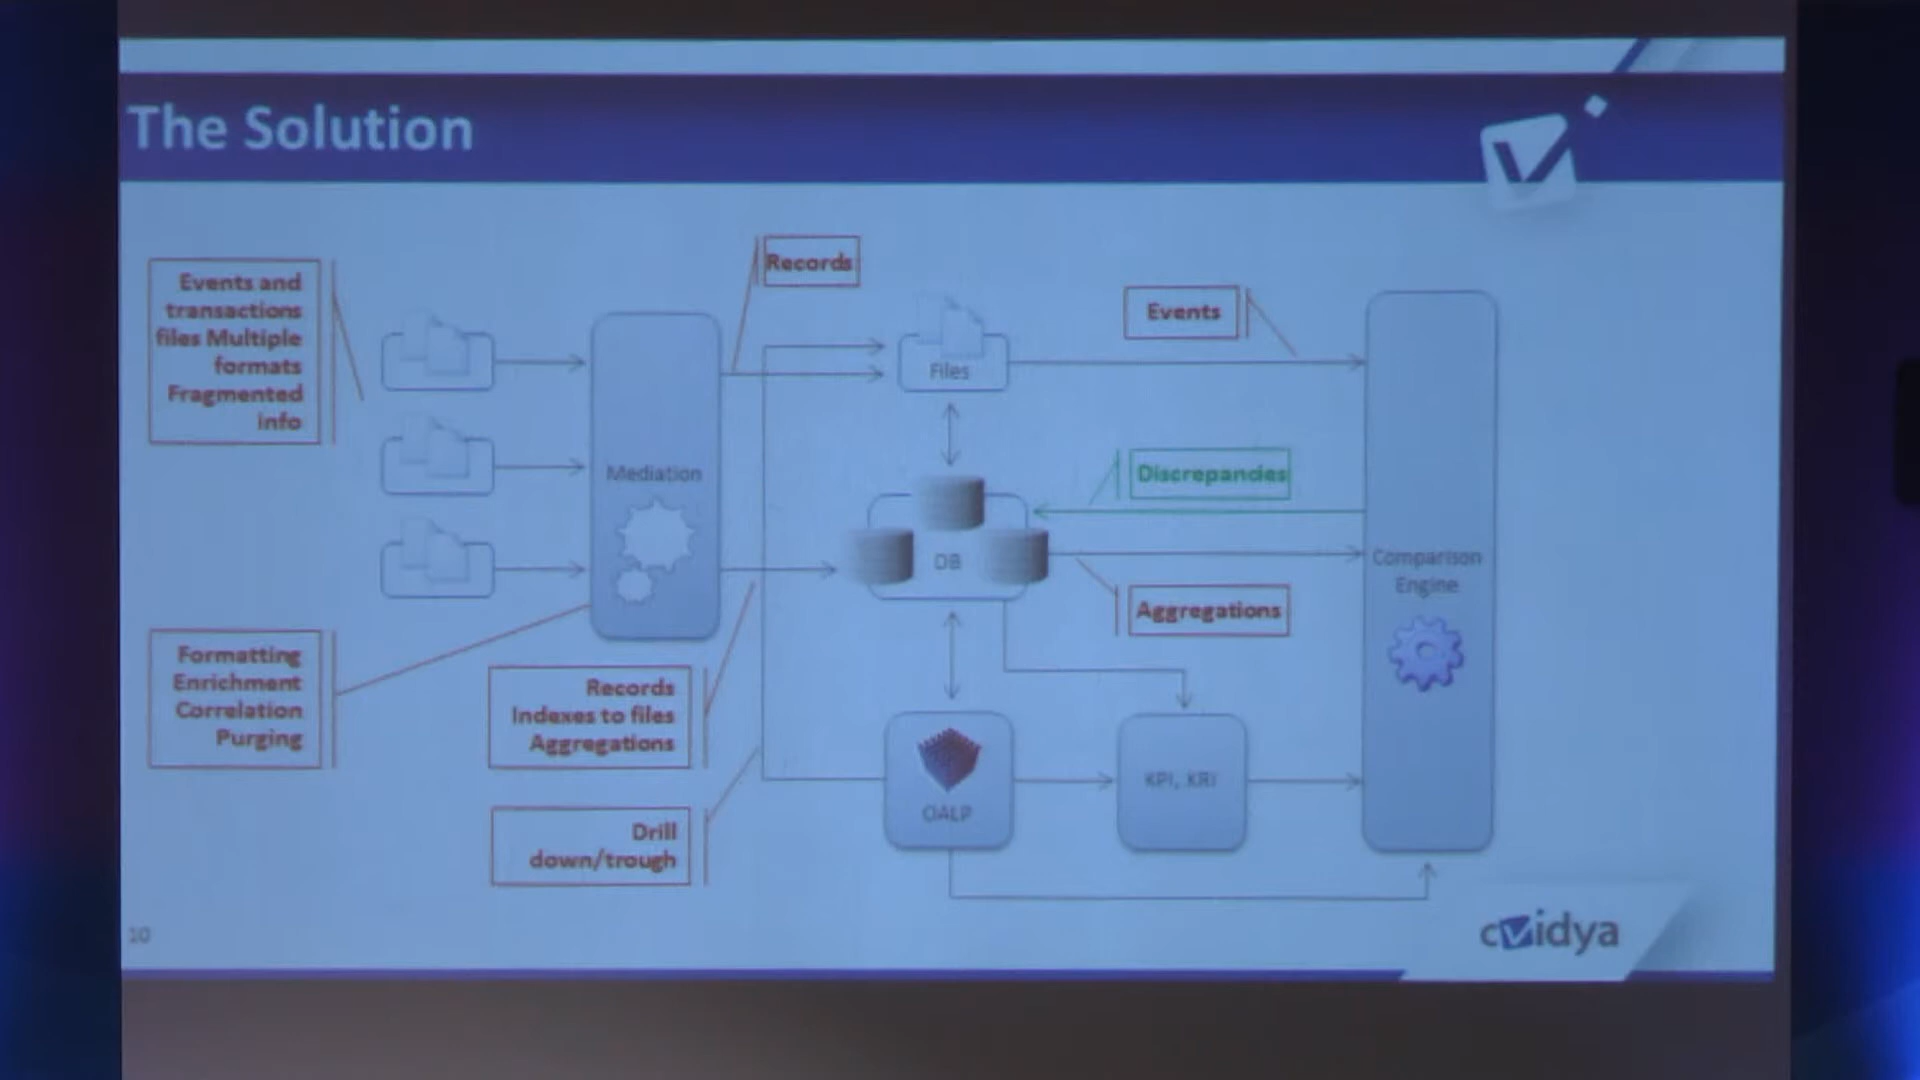 The Solution
Records
Events and
transactions
files Multiple
formats
Fragmented
info
Events
Files
Mediation
Discrepancies
DB
Comparison
Engine
Aggregations
Formatting
Enrichment
Correlation
Purging
Records
Indexes to files
Aggregations
OALP
KPI, KRI
Drill
down/trough
10
cvidya